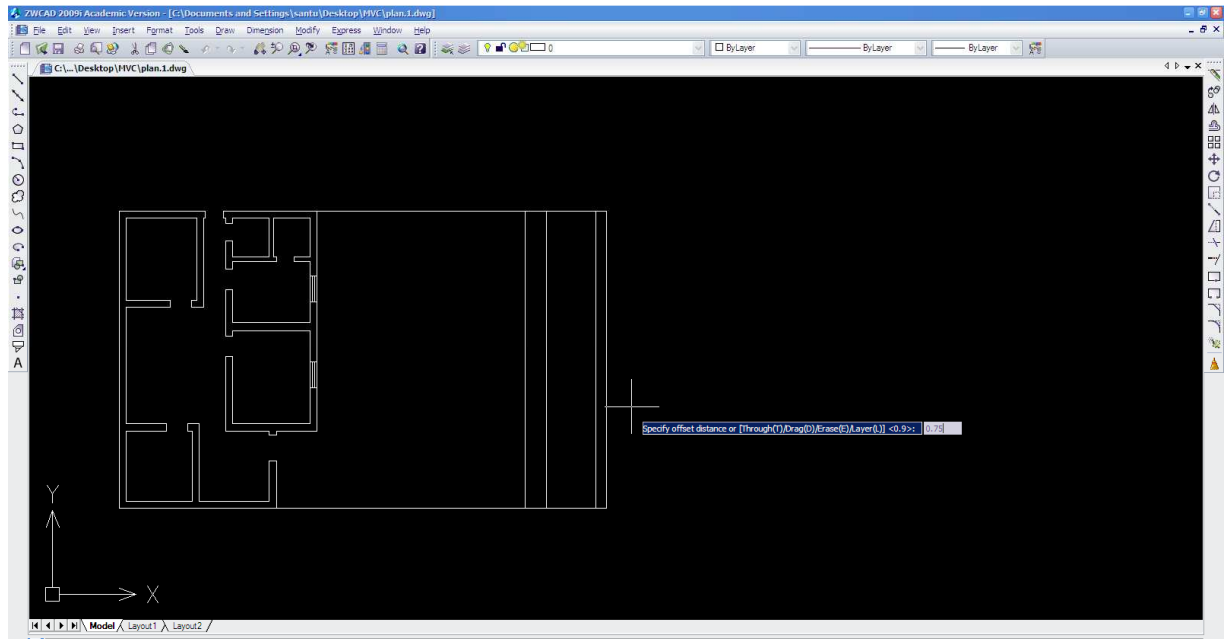 ZWCAD 2009i Academic Version - [C:\Documents and Settings\santu\Desktop\MVC\plan.1.dwg]
File Edit View Insert Format Tools Draw Dimension Modify Express Window Help
0 ByLayer ByLayer ByLayer
C:\...\Desktop\MVC\plan.1.dwg
A
Specify offset distance or [Through(T)/Drag(D)/Erase(E)/Layer(L)] <0.9>: 0.75
Y
X
Model Layout1 Layout2